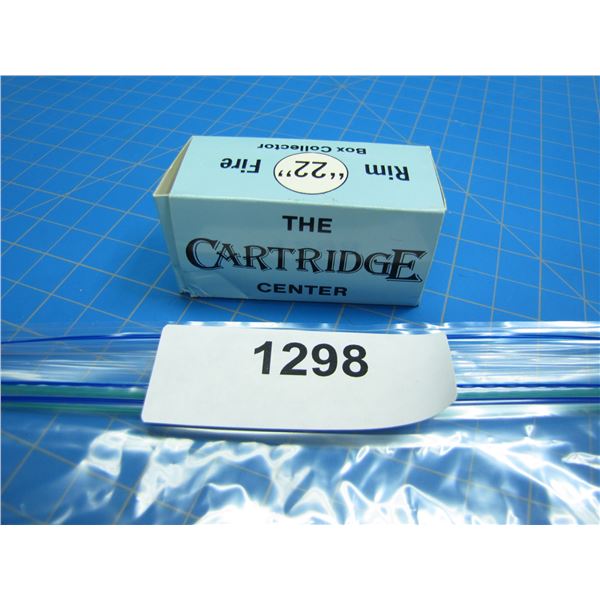 Rim "22" Fire
Box Collector
THE
CARTRIDGE
CENTER
1298